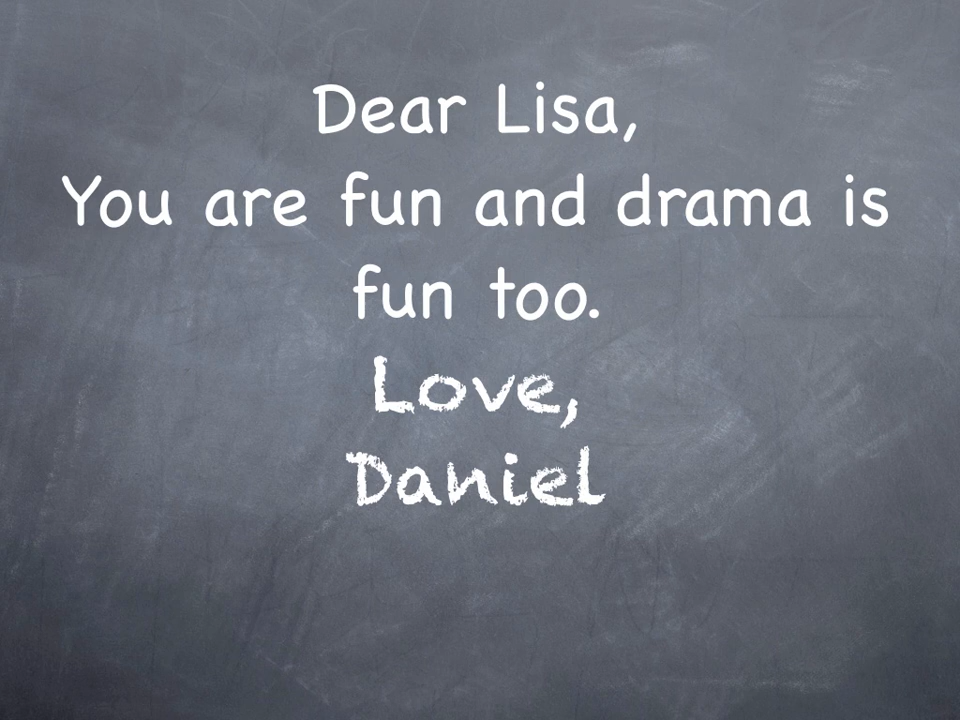 Dear Lisa,
You are fun and drama is
fun too.
Love,
Daniel